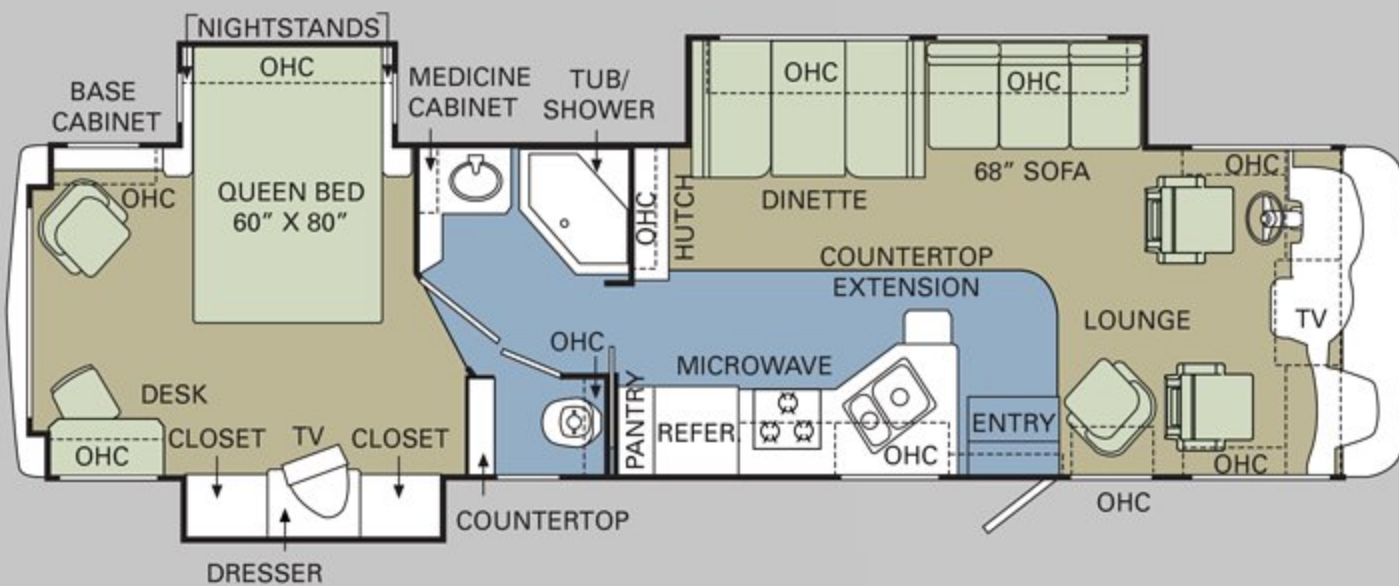 NIGHTSTANDS
OHC
BASE
CABINET
MEDICINE
CABINET
TUB/
SHOWER
OHC
OHC
QUEEN BED
60" X 80"
OHC
OHC
HUTCH
DINETTE
68" SOFA
OHC
COUNTERTOP
EXTENSION
LOUNGE
TV
OHC
MICROWAVE
DESK
CLOSET
TV
CLOSET
OHC
PANTRY
REFER.
OHC
ENTRY
OHC
OHC
COUNTERTOP
DRESSER